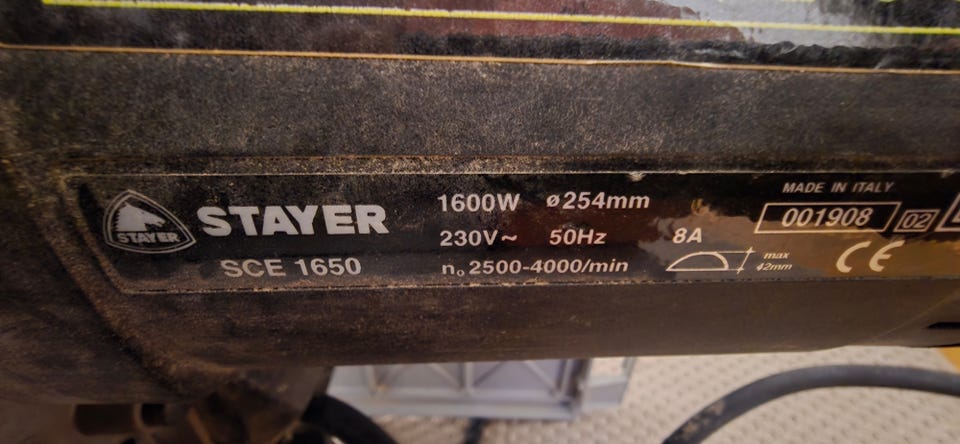 STAYER
STAYER
SCE 1650
1600W ø254mm
230V~ 50Hz 8A
n₀ 2500-4000/min
max
42mm
MADE IN ITALY
001908 02
CE